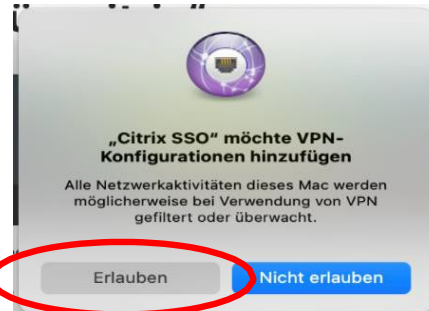 „Citrix SSO“ möchte VPN-
Konfigurationen hinzufügen
Alle Netzwerkaktivitäten dieses Mac werden
möglicherweise bei Verwendung von VPN
gefiltert oder überwacht.
Erlauben
Nicht erlauben